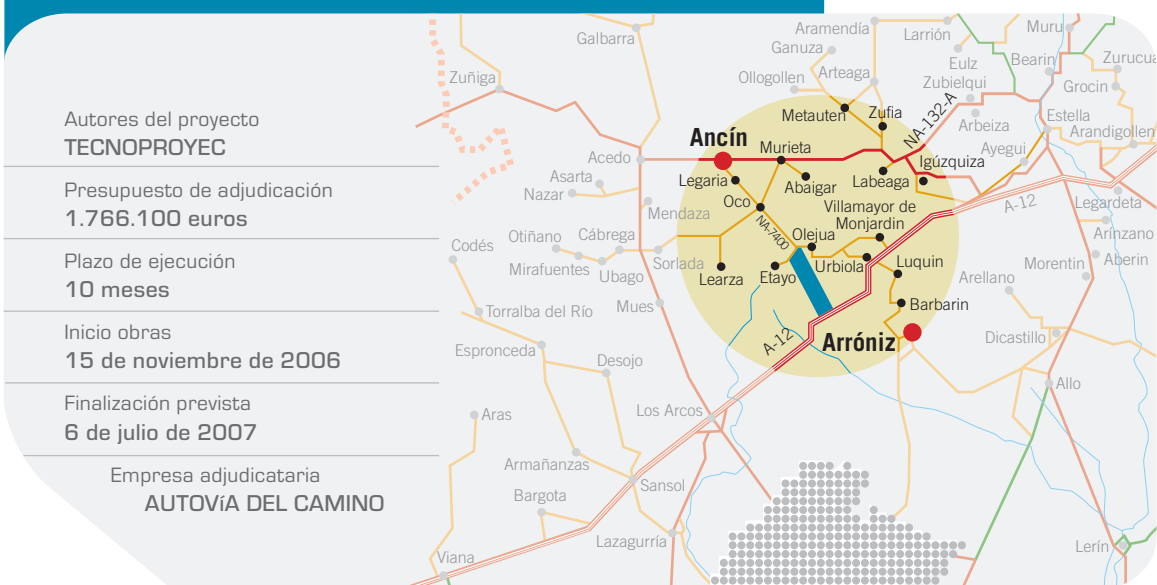 Autores del proyecto
TECNOPROYEC
Presupuesto de adjudicación
1.766.100 euros
Plazo de ejecución
10 meses
Inicio obras
15 de noviembre de 2006
Finalización prevista
6 de julio de 2007
Empresa adjudicataria
AUTOVíA DEL CAMINO
Galbarra
Aramendía
Larrión
Muru
Ganuza
Eulz
Bearin
Zurucua
Zuñiga
Ollogollen
Arteaga
Zubielqui
Grocin
Metauten
Zufia
NA-132-A
Arbeiza
Estella
Arandigollen
Ancín
Murieta
Ayegui
Acedo
Igúzquiza
Asarta
Legaria
Abaigar
Labeaga
Nazar
Oco
Villamayor de
Monjardin
A-12
Legardeta
Mendaza
NA-7400
Arinzano
Codés
Otiñano
Cábrega
Olejua
Aberin
Mirafuentes
Ubago
Sorlada
Learza
Etayo
Urbiola
Luquin
Morentin
Arellano
Torralba del Río
Mues
Barbarin
Espronceda
A-12
Arróniz
Dicastillo
Desojo
Allo
Aras
Los Arcos
Armañanzas
Bargota
Sansol
Lazagurría
Lerín
Viana